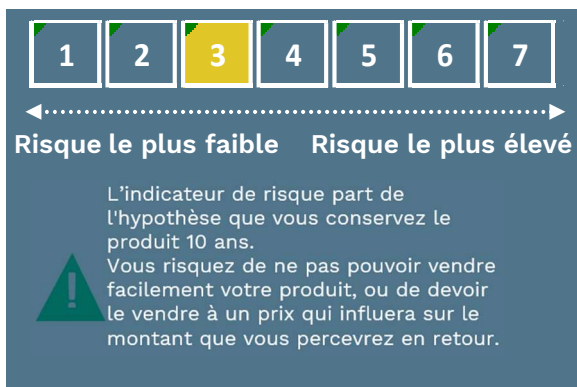 1 2 3 4 5 6 7
Risque le plus faible Risque le plus élevé
L’indicateur de risque part de
l'hypothèse que vous conservez le
produit 10 ans.
Vous risquez de ne pas pouvoir vendre
facilement votre produit, ou de devoir
le vendre à un prix qui influera sur le
montant que vous percevrez en retour.
!